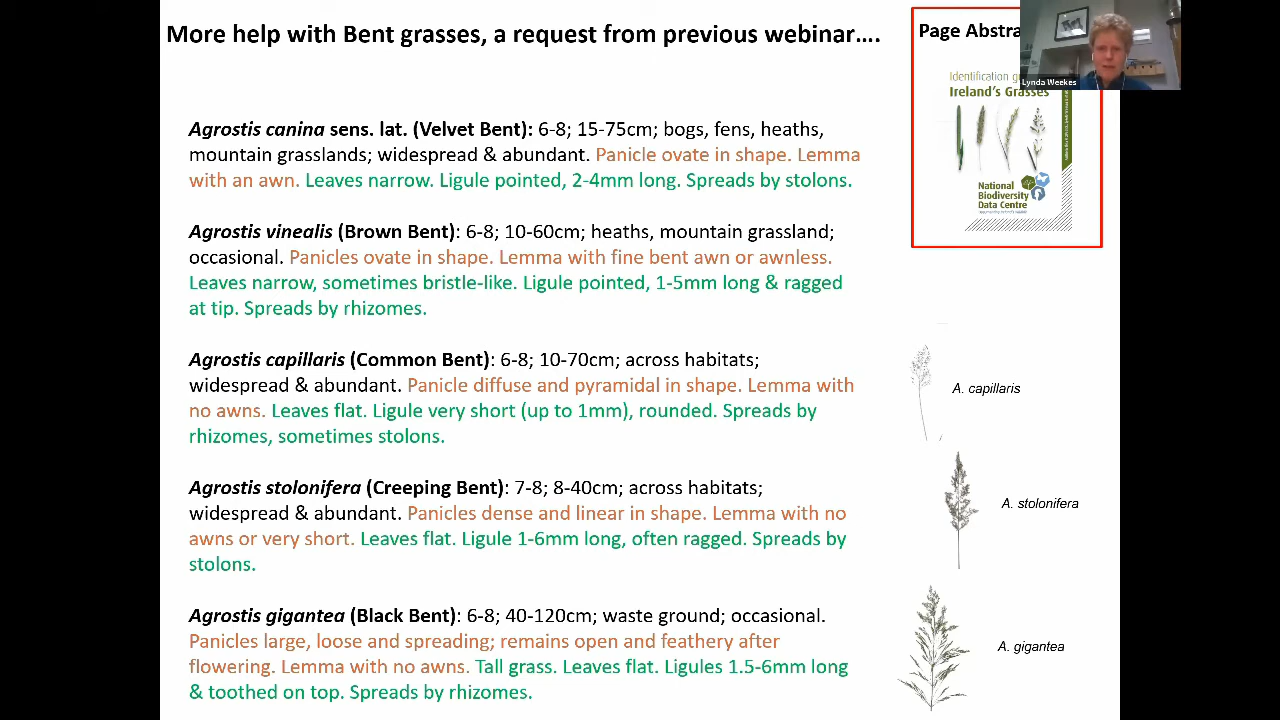 More help with Bent grasses, a request from previous webinar....
Agrostis canina sens. lat. (Velvet Bent): 6-8; 15-75cm; bogs, fens, heaths,
mountain grasslands; widespread & abundant. Panicle ovate in shape. Lemma
with an awn. Leaves narrow. Ligule pointed, 2-4mm long. Spreads by stolons.
Agrostis vinealis (Brown Bent): 6-8; 10-60cm; heaths, mountain grassland;
occasional. Panicles ovate in shape. Lemma with fine bent awn or awnless.
Leaves narrow, sometimes bristle-like. Ligule pointed, 1-5mm long & ragged
at tip. Spreads by rhizomes.
Agrostis capillaris (Common Bent): 6-8; 10-70cm; across habitats;
widespread & abundant. Panicle diffuse and pyramidal in shape. Lemma with
no awns. Leaves flat. Ligule very short (up to 1mm), rounded. Spreads by
rhizomes, sometimes stolons.
Agrostis stolonifera (Creeping Bent): 7-8; 8-40cm; across habitats;
widespread & abundant. Panicles dense and linear in shape. Lemma with no
awns or very short. Leaves flat. Ligule 1-6mm long, often ragged. Spreads by
stolons.
Agrostis gigantea (Black Bent): 6-8; 40-120cm; waste ground; occasional.
Panicles large, loose and spreading; remains open and feathery after
flowering. Lemma with no awns. Tall grass. Leaves flat. Ligules 1.5-6mm long
& toothed on top. Spreads by rhizomes.
Page Abstra
Lynda Weekes
Identification g
Ireland's Grasses
National
Biodiversity
Data Centre
A. capillaris
A. stolonifera
A. gigantea